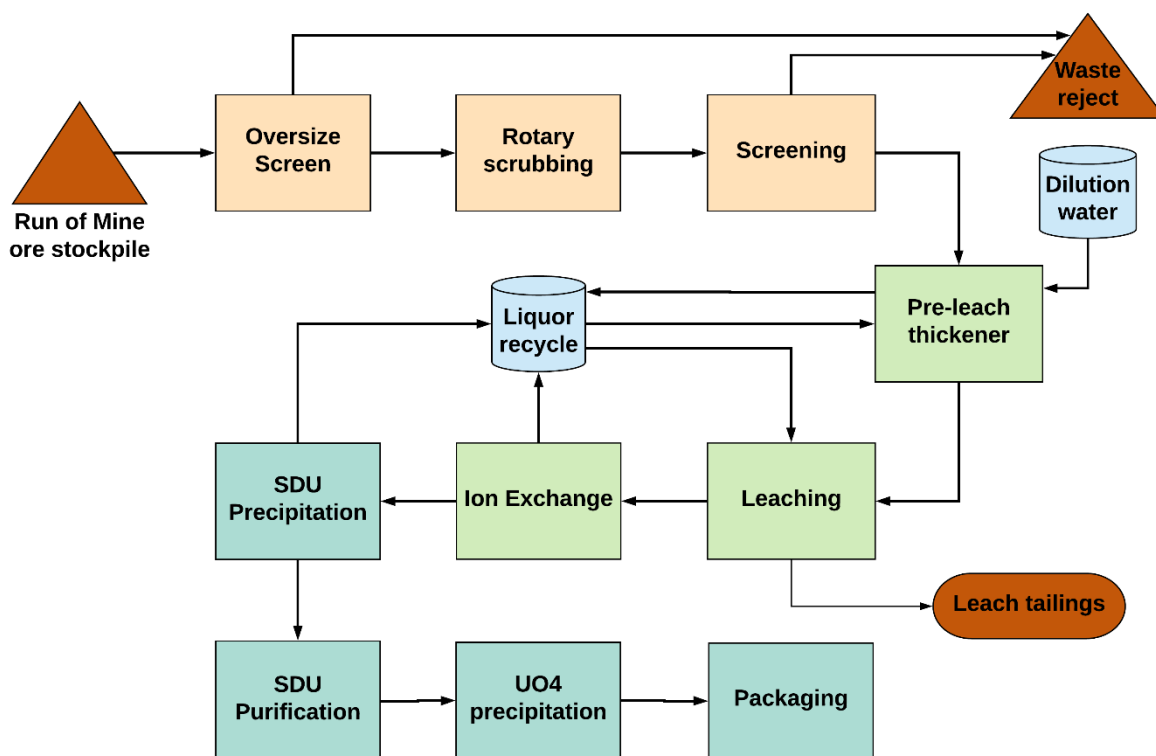 Oversize
Screen
Rotary
scrubbing
Screening
Waste
reject
Run of Mine
ore stockpile
Dilution
water
Liquor
recycle
Pre-leach
thickener
SDU
Precipitation
Ion Exchange
Leaching
Leach tailings
SDU
Purification
UO4
precipitation
Packaging